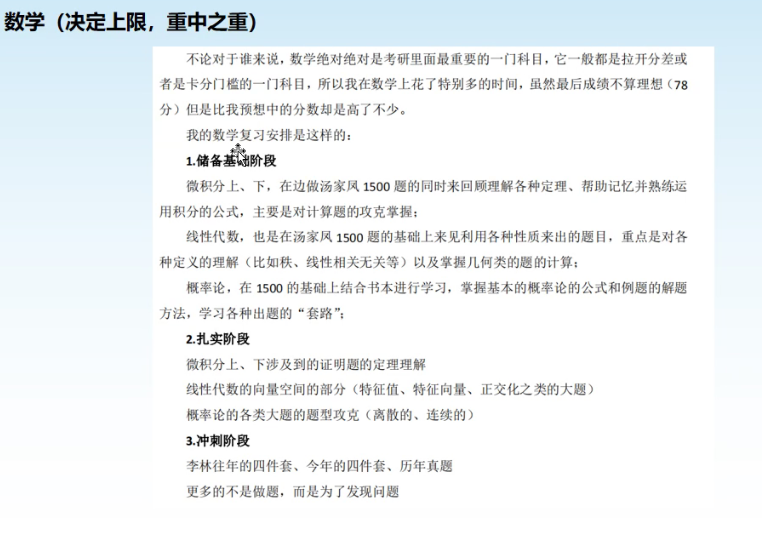 数学（决定上限，重中之重）
不论对于谁来说，数学绝对绝对是考研里面最重要的一门科目，它一般都是拉开分差或
者是卡分门槛的一门科目，所以我在数学上花了特别多的时间，虽然最后成绩不算理想（78
分）但是比我预想中的分数却是高了不少。
我的数学复习安排是这样的：
1.储备基础阶段
微积分上、下，在边做汤家凤 1500 题的同时来回顾理解各种定理、帮助记忆并熟练运
用积分的公式，主要是对计算题的攻克掌握；
线性代数，也是在汤家凤 1500 题的基础上来见利用各种性质来出的题目，重点是对各
种定义的理解（比如秩、线性相关无关等）以及掌握几何类的题的计算；
概率论，在 1500 的基础上结合书本进行学习，掌握基本的概率论的公式和例题的解题
方法，学习各种出题的“套路”；
2.扎实阶段
微积分上、下涉及到的证明题的定理理解
线性代数的向量空间的部分（特征值、特征向量、正交化之类的大题）
概率论的各类大题的题型攻克（离散的、连续的）
3.冲刺阶段
李林往年的四件套、今年的四件套、历年真题
更多的不是做题，而是为了发现问题